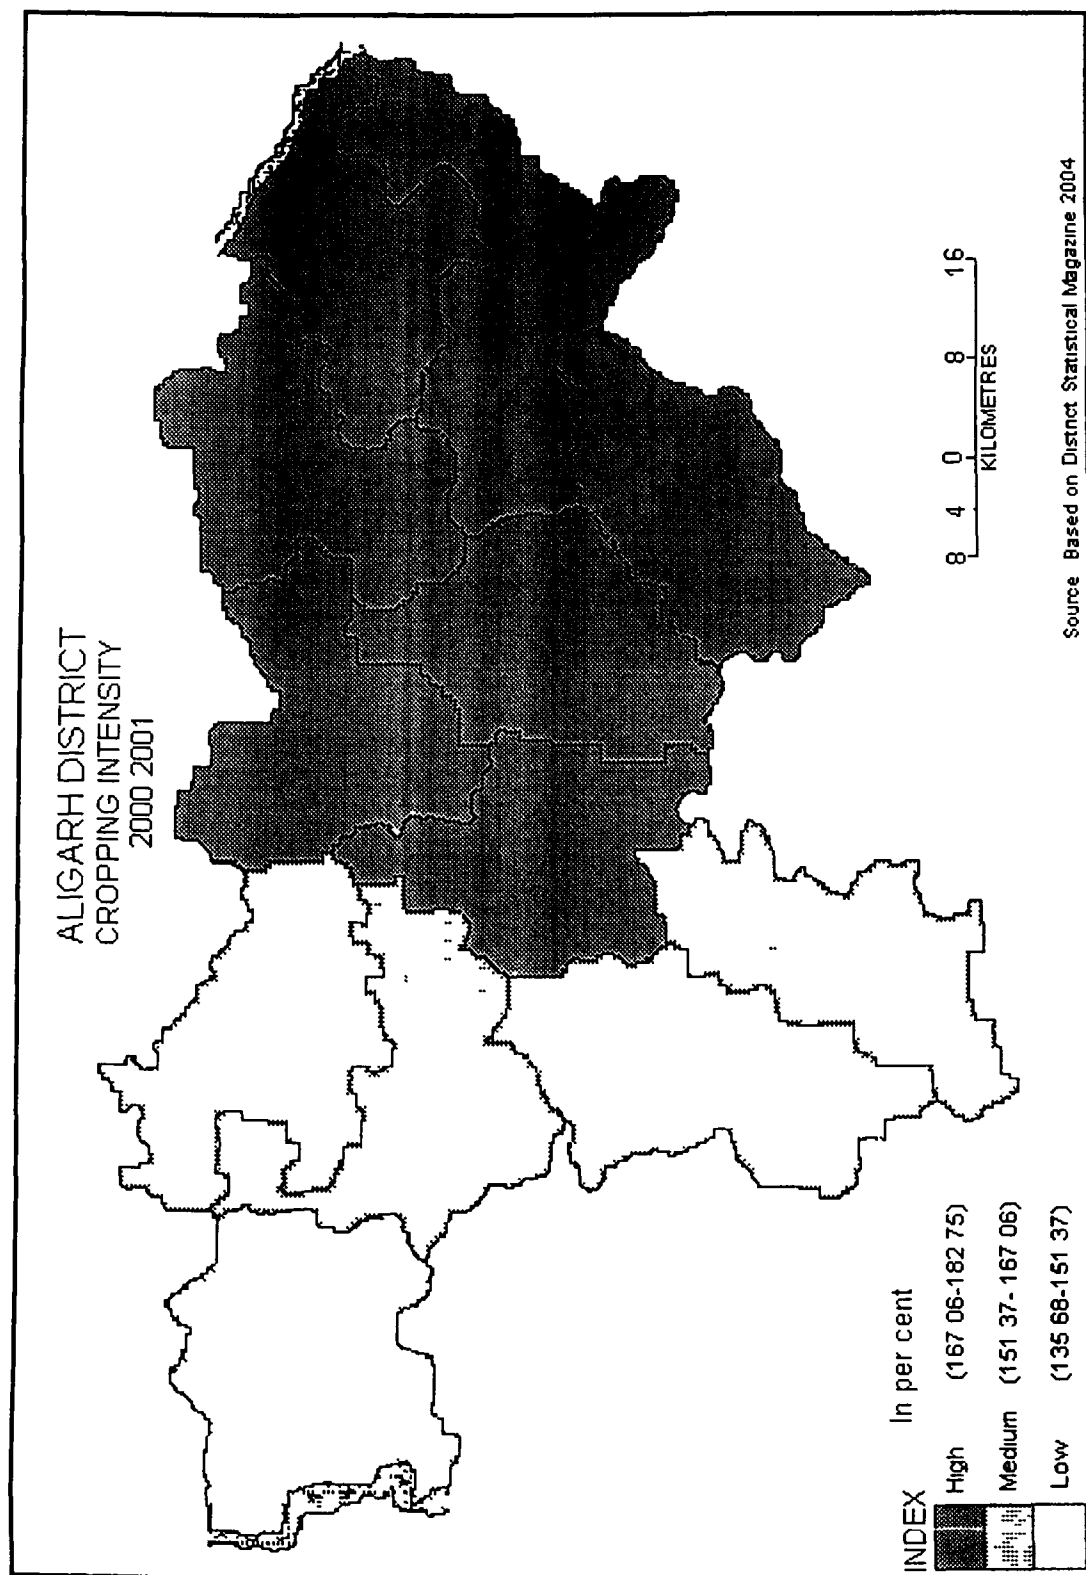 ALIGARH DISTRICT
CROPPING INTENSITY
2000 2001
INDEX
In per cent
High (167 06-182 75)
Medium (151 37-167 06)
Low (135 68-151 37)
8 4 0 8 16
KILOMETRES
Source Based on District Statistical Magazine 2004